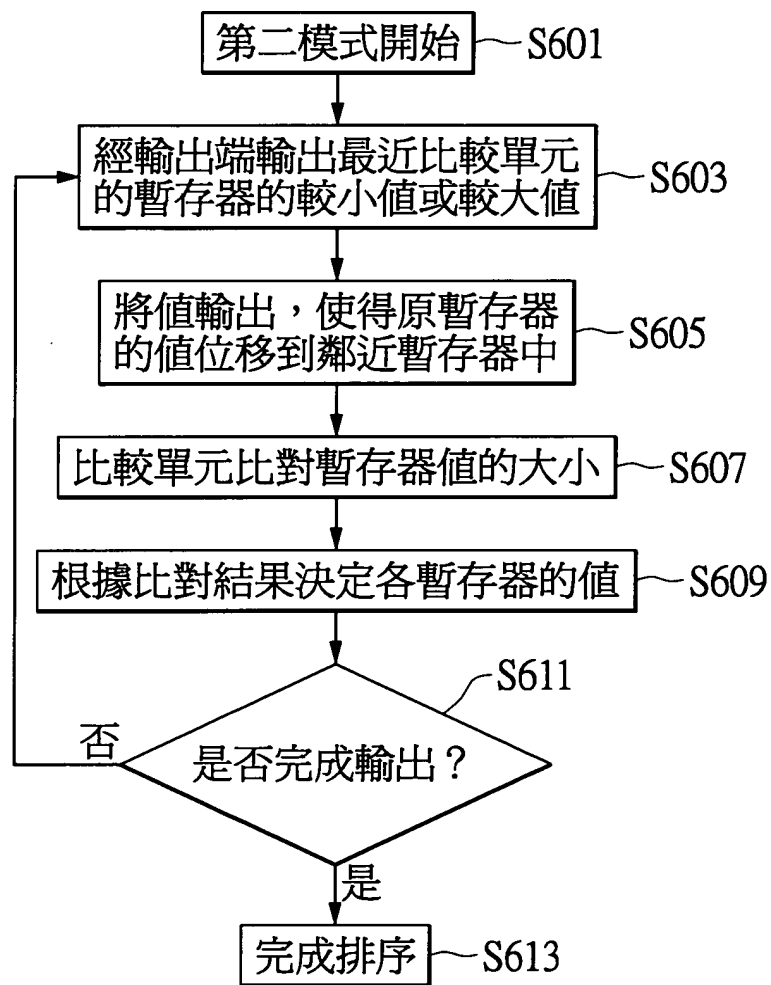 第二模式開始
S601
經輸出端輸出最近比較單元
的暫存器的較小值或較大值
S603
將值輸出，使得原暫存器
的值位移到鄰近暫存器中
S605
比較單元比對暫存器值的大小
S607
根據比對結果決定各暫存器的值
S609
S611
是否完成輸出？
否
是
完成排序
S613